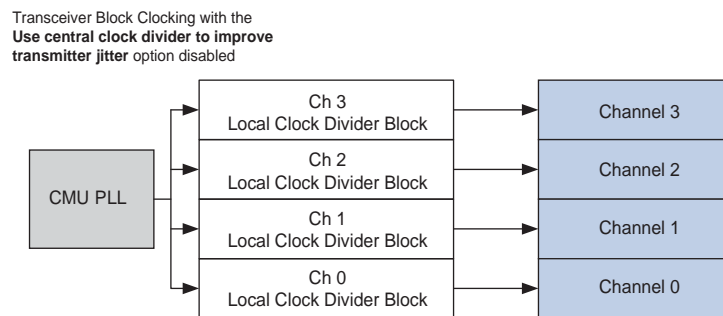 Transceiver Block Clocking with the
Use central clock divider to improve
transmitter jitter option disabled
Ch 3
Local Clock Divider Block
Channel 3
Ch 2
Local Clock Divider Block
Channel 2
CMU PLL
Ch 1
Local Clock Divider Block
Channel 1
Ch 0
Local Clock Divider Block
Channel 0